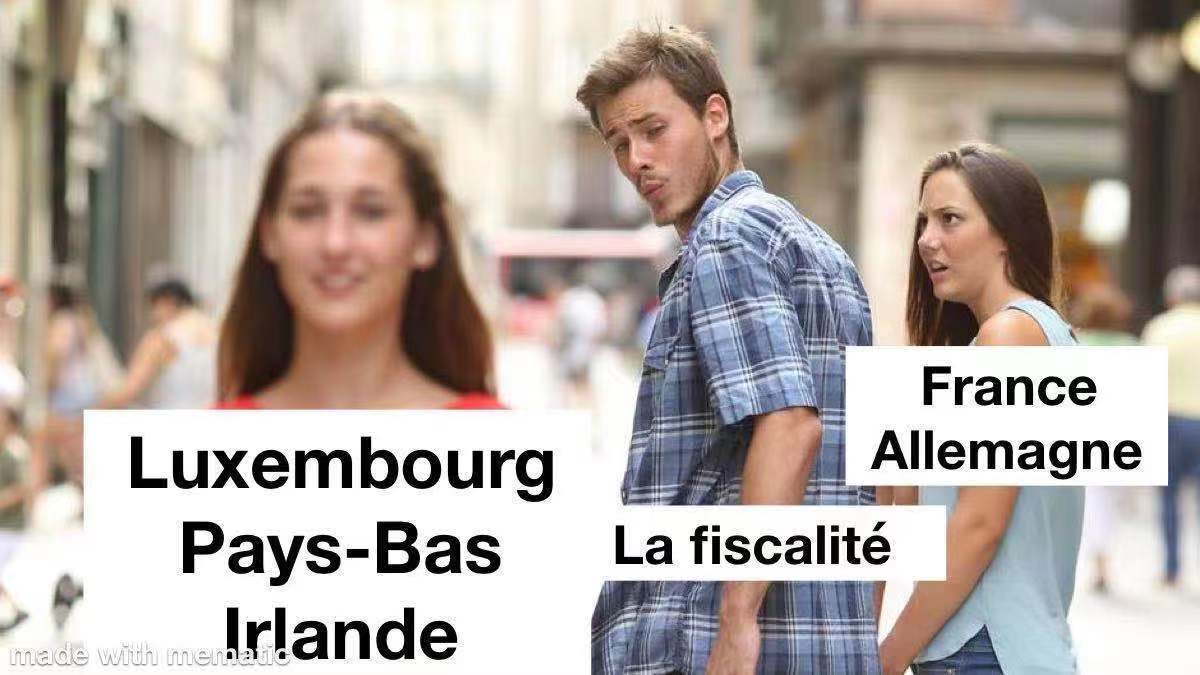 Luxembourg
Pays-Bas
Irlande
La fiscalité
France
Allemagne
made with mematic